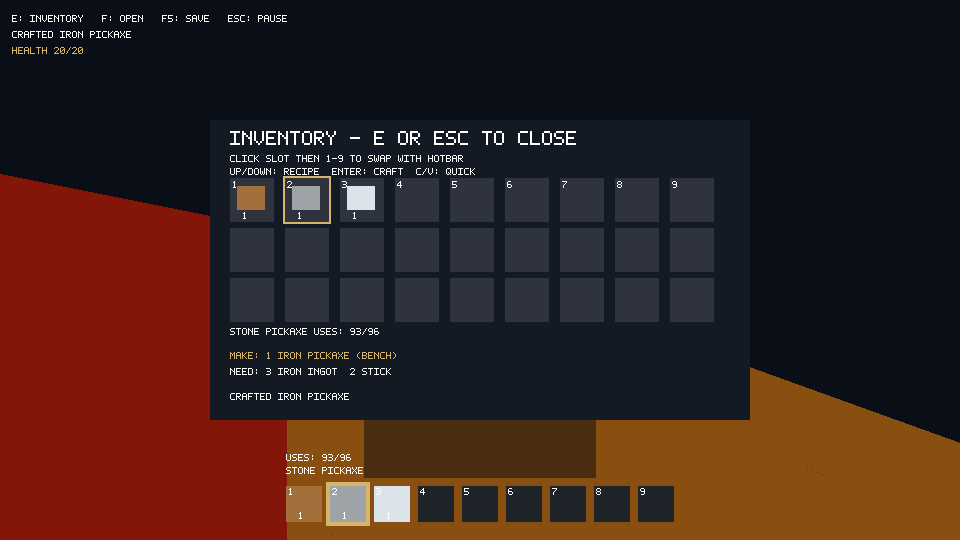 E: INVENTORY F: OPEN F5: SAVE ESC: PAUSE
CRAFTED IRON PICKAXE
HEALTH 20/20
INVENTORY - E OR ESC TO CLOSE
CLICK SLOT THEN 1-9 TO SWAP WITH HOTBAR
UP/DOWN: RECIPE ENTER: CRAFT C/V: QUICK
1 2 3 4 5 6 7 8 9
1 1 1
STONE PICKAXE USES: 93/96
MAKE: 1 IRON PICKAXE (BENCH)
NEED: 3 IRON INGOT 2 STICK
CRAFTED IRON PICKAXE
USES: 93/96
STONE PICKAXE
1 2 3 4 5 6 7 8 9
1 1 1